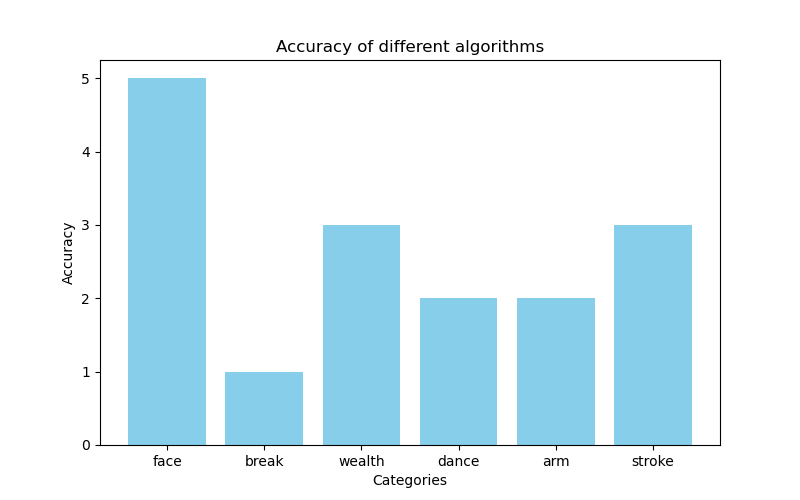 Accuracy of different algorithms
Accuracy
5
4
3
2
1
0
face break wealth dance arm stroke
Categories